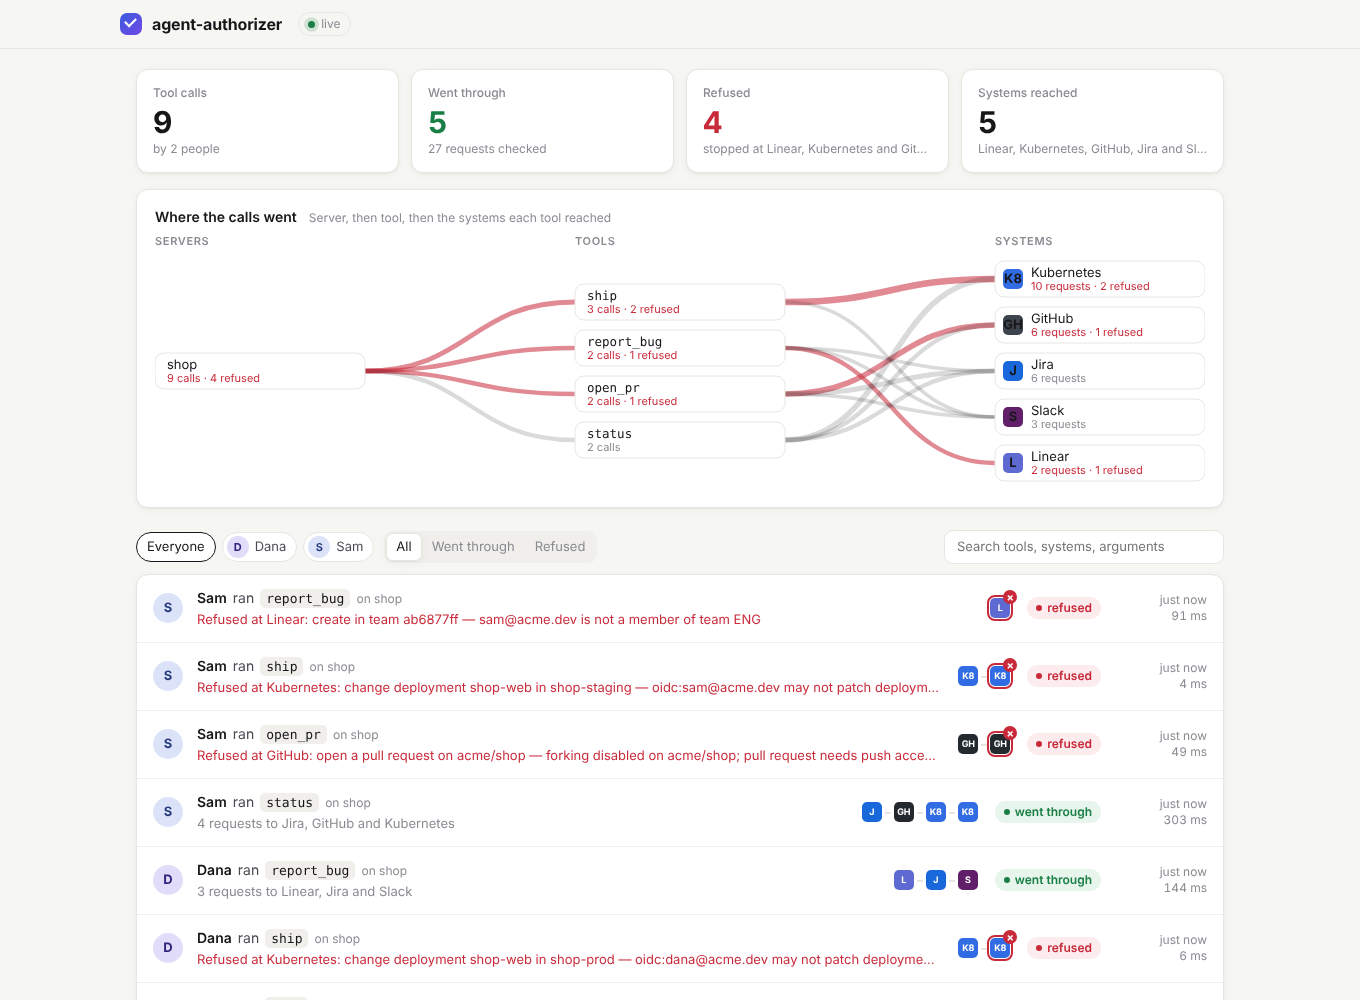 agent-authorizer live
Tool calls
9
by 2 people
Went through
5
27 requests checked
Refused
4
stopped at Linear, Kubernetes and Git...
Systems reached
5
Linear, Kubernetes, GitHub, Jira and Sl...
Where the calls went Server, then tool, then the systems each tool reached
SERVERS
TOOLS
SYSTEMS
shop
9 calls · 4 refused
ship
3 calls · 2 refused
report_bug
2 calls · 1 refused
open_pr
2 calls · 1 refused
status
2 calls
K8 Kubernetes
10 requests · 2 refused
GH GitHub
6 requests · 1 refused
J Jira
6 requests
S Slack
3 requests
L Linear
2 requests · 1 refused
Everyone D Dana S Sam All Went through Refused Search tools, systems, arguments
S Sam ran report_bug on shop
Refused at Linear: create in team ab6877ff — sam@acme.dev is not a member of team ENG
L refused
just now
91 ms
S Sam ran ship on shop
Refused at Kubernetes: change deployment shop-web in shop-staging — oidc:sam@acme.dev may not patch deploym...
K8 K8 refused
just now
4 ms
S Sam ran open_pr on shop
Refused at GitHub: open a pull request on acme/shop — forking disabled on acme/shop; pull request needs push acce...
GH GH refused
just now
49 ms
S Sam ran status on shop
4 requests to Jira, GitHub and Kubernetes
J GH K8 K8 went through
just now
303 ms
D Dana ran report_bug on shop
3 requests to Linear, Jira and Slack
L J S went through
just now
144 ms
D Dana ran ship on shop
Refused at Kubernetes: change deployment shop-web in shop-prod — oidc:dana@acme.dev may not patch deployme...
K8 K8 refused
just now
6 ms